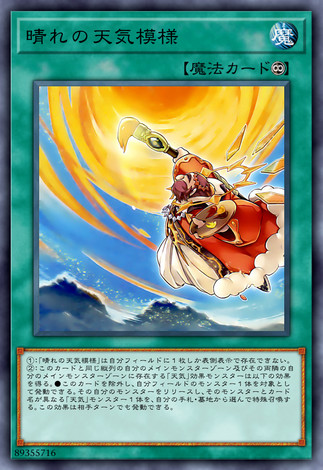 晴れの天気模様
魔
【魔法カード】
①:「晴れの天気模様」は自分フィールドに１枚しか表側表示で存在できない。
②:このカードと同じ縦列の自分のメインモンスターゾーン及びその両隣の自
分のメインモンスターゾーンに存在する「天気」効果モンスターは以下の効果
を得る。●このカードを除外し、自分フィールドのモンスター１体を対象とし
て発動できる。その自分のモンスターをリリースし、そのモンスターとカード
名が異なる「天気」モンスター１体を、自分の手札・墓地から選んで特殊召喚
する。この効果は相手ターンでも発動できる。
89355716